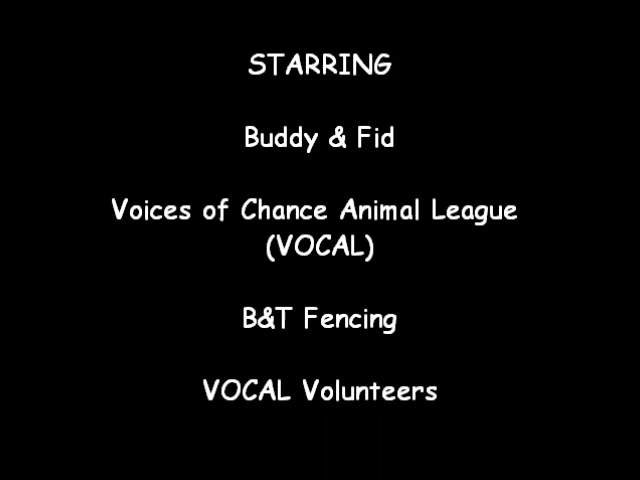 STARRING
Buddy & Fid
Voices of Chance Animal League
(VOCAL)
B&T Fencing
VOCAL Volunteers